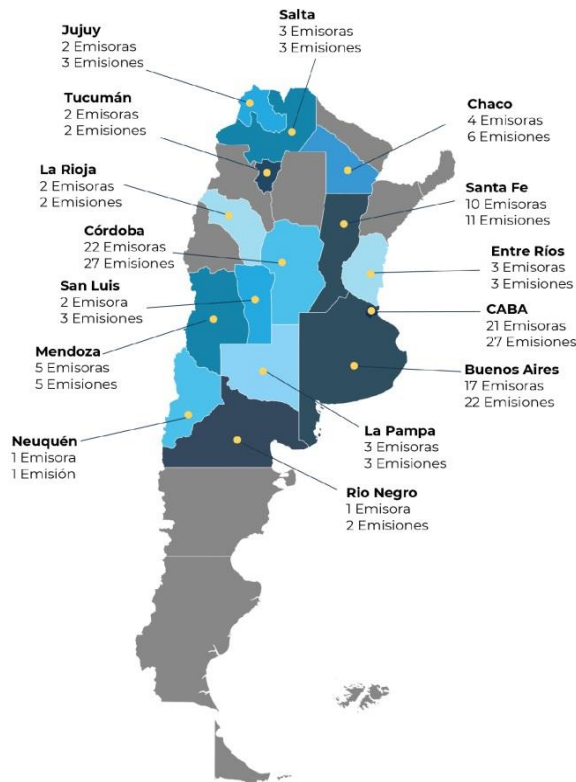 Jujuy
2 Emisoras
3 Emisiones
Salta
3 Emisoras
3 Emisiones
Tucumán
2 Emisoras
2 Emisiones
Chaco
4 Emisoras
6 Emisiones
La Rioja
2 Emisoras
2 Emisiones
Santa Fe
10 Emisoras
11 Emisiones
Córdoba
22 Emisoras
27 Emisiones
Entre Ríos
3 Emisoras
3 Emisiones
San Luis
2 Emisora
3 Emisiones
CABA
21 Emisoras
27 Emisiones
Mendoza
5 Emisoras
5 Emisiones
Buenos Aires
17 Emisoras
22 Emisiones
La Pampa
3 Emisoras
3 Emisiones
Neuquén
1 Emisora
1 Emisión
Rio Negro
1 Emisora
2 Emisiones